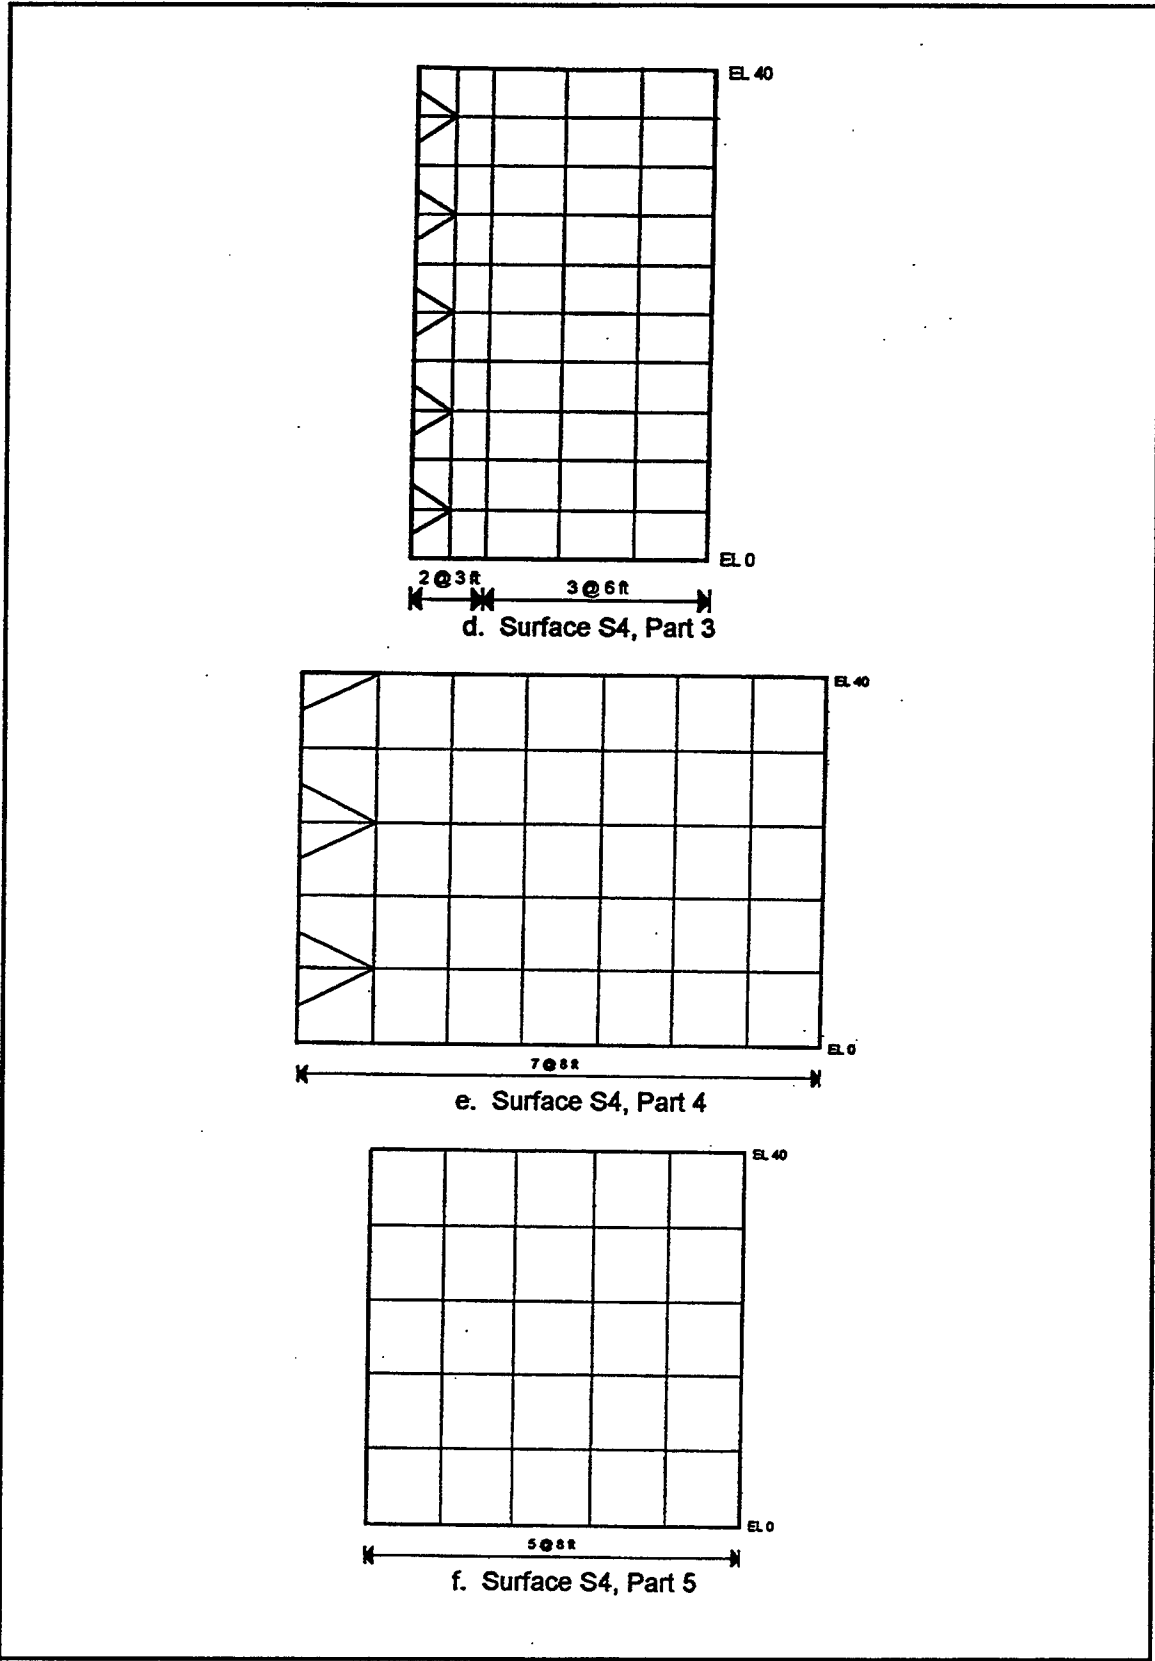 EL 40
EL 0
2 @ 3 ft
3 @ 6 ft
d. Surface S4, Part 3
EL 40
EL 0
7 @ 8 ft
e. Surface S4, Part 4
EL 40
EL 0
5 @ 8 ft
f. Surface S4, Part 5